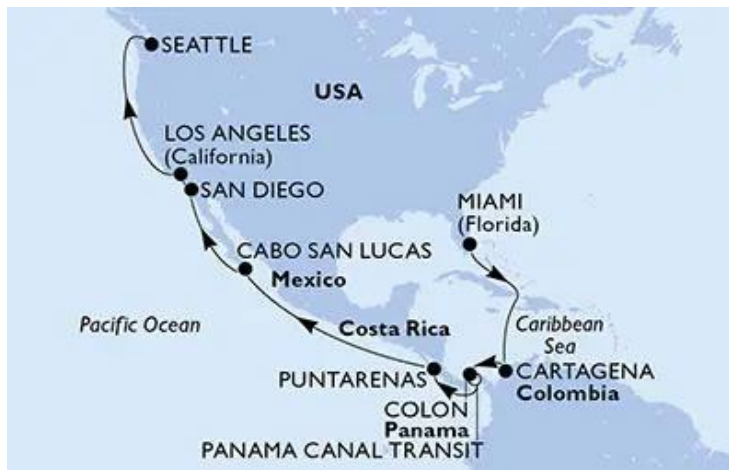 SEATTLE
USA
LOS ANGELES
(California)
SAN DIEGO
MIAMI
(Florida)
CABO SAN LUCAS
Mexico
Pacific Ocean
Costa Rica
Caribbean
Sea
PUNTARENAS
CARTAGENA
Colombia
COLON
Panama
PANAMA CANAL TRANSIT